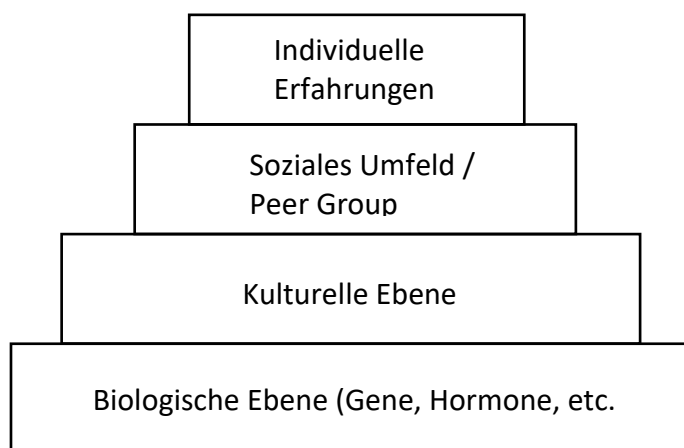 Individuelle
Erfahrungen
Soziales Umfeld /
Peer Group
Kulturelle Ebene
Biologische Ebene (Gene, Hormone, etc.